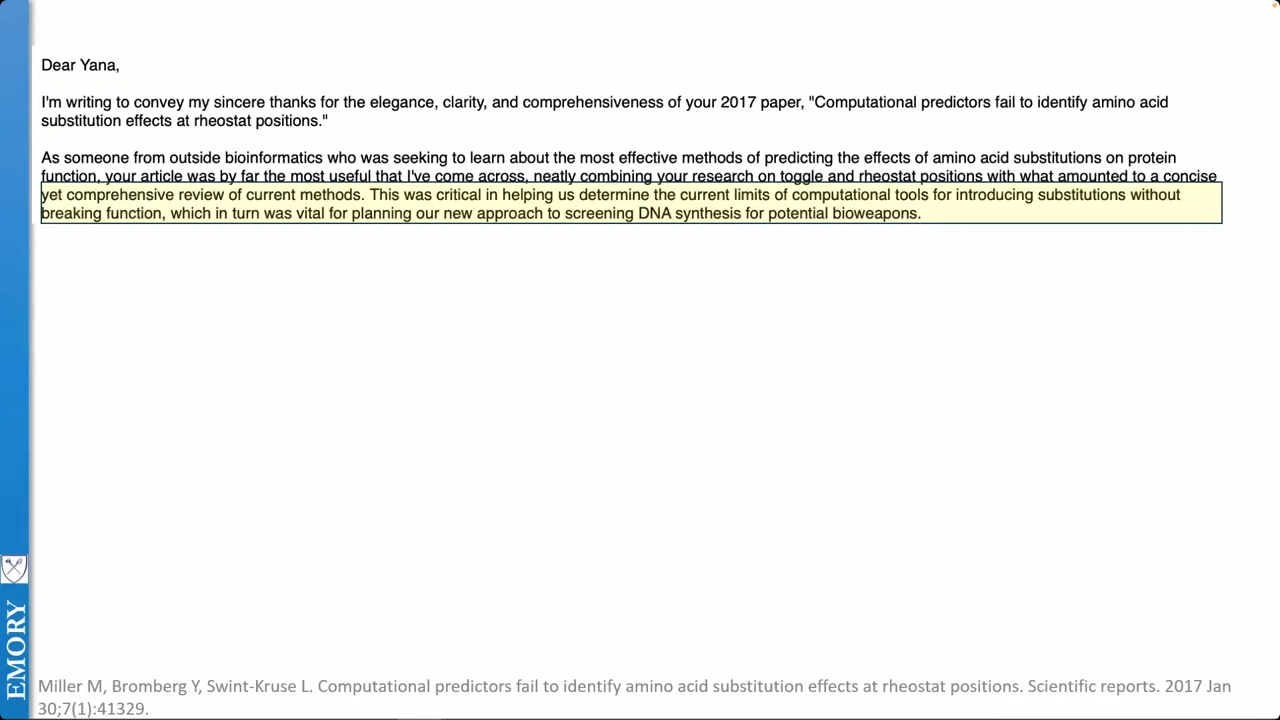 Dear Yana,
I'm writing to convey my sincere thanks for the elegance, clarity, and comprehensiveness of your 2017 paper, "Computational predictors fail to identify amino acid
substitution effects at rheostat positions."
As someone from outside bioinformatics who was seeking to learn about the most effective methods of predicting the effects of amino acid substitutions on protein
function, your article was by far the most useful that I've come across, neatly combining your research on toggle and rheostat positions with what amounted to a concise
yet comprehensive review of current methods. This was critical in helping us determine the current limits of computational tools for introducing substitutions without
breaking function, which in turn was vital for planning our new approach to screening DNA synthesis for potential bioweapons.
EMORY
Miller M, Bromberg Y, Swint-Kruse L. Computational predictors fail to identify amino acid substitution effects at rheostat positions. Scientific reports. 2017 Jan
30;7(1):41329.